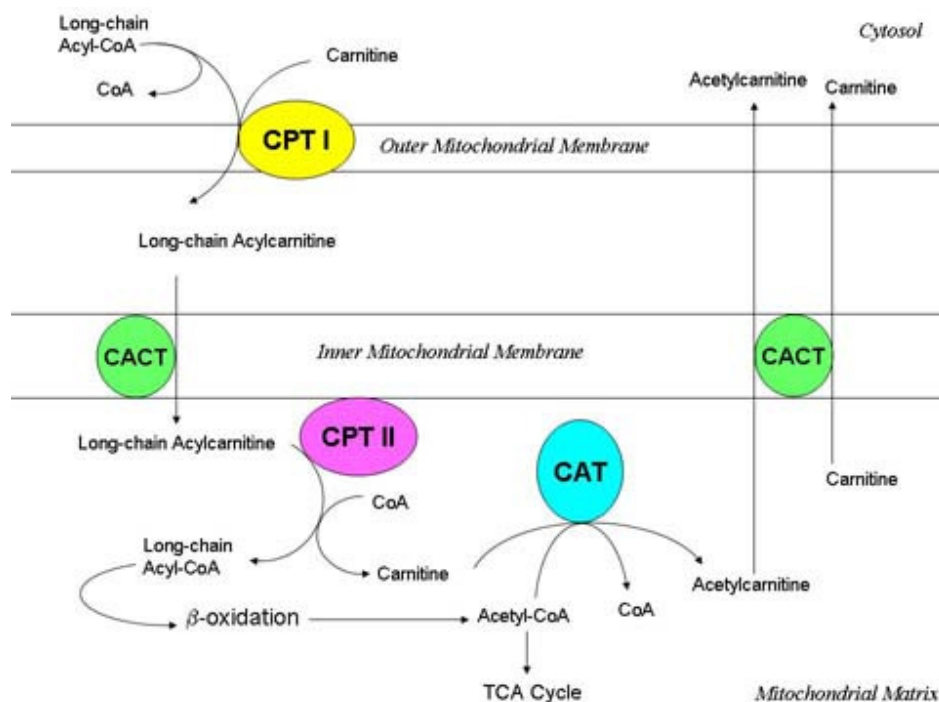 Long-chain
Acyl-CoA
CoA
Carnitine
Cytosol
Acetylcarnitine
Carnitine
CPT I
Outer Mitochondrial Membrane
Long-chain Acylcarnitine
CACT
Inner Mitochondrial Membrane
CACT
Long-chain Acylcarnitine
CPT II
CAT
Carnitine
CoA
Long-chain
Acyl-CoA
Carnitine
Acetylcarnitine
β-oxidation
Acetyl-CoA
CoA
TCA Cycle
Mitochondrial Matrix